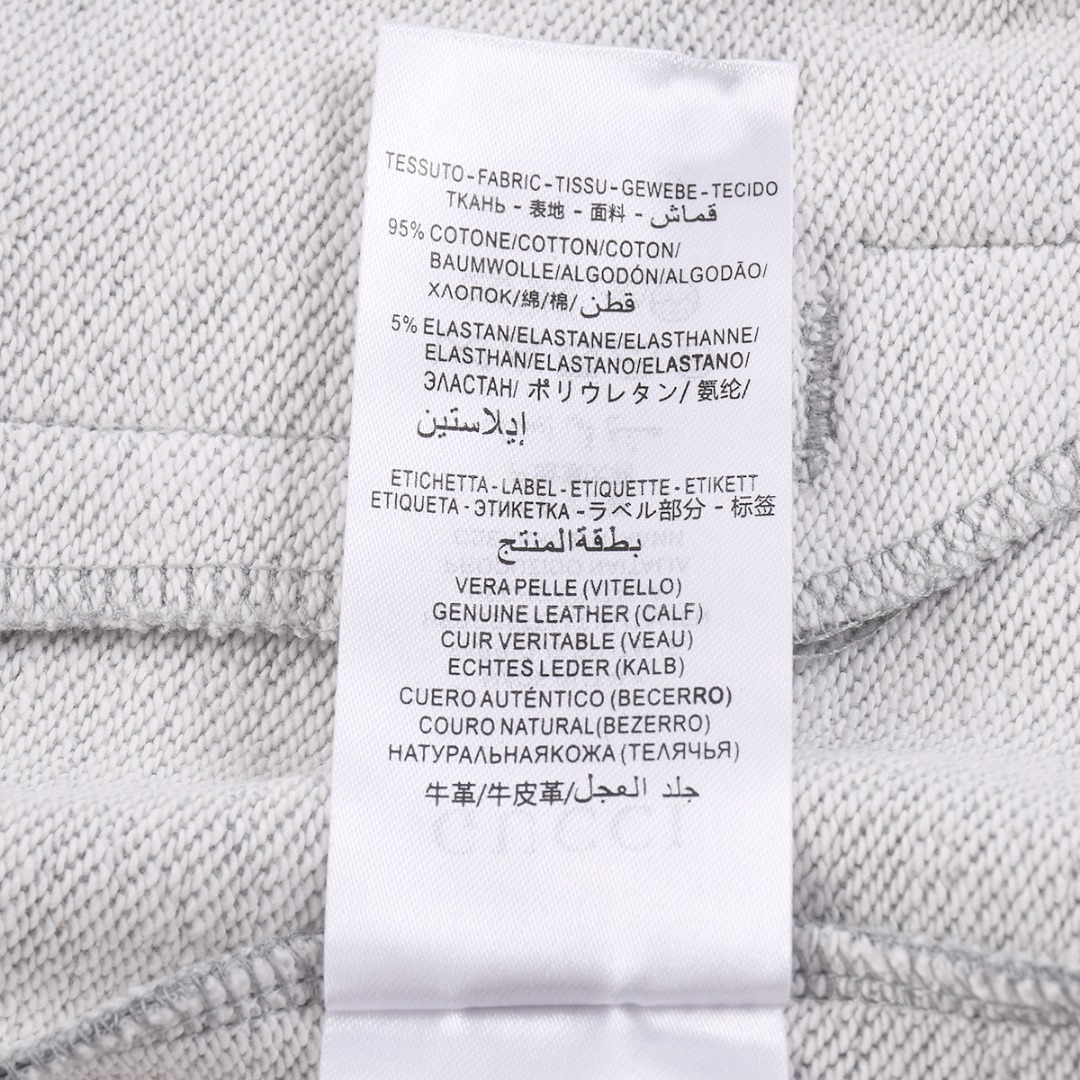 TESSUTO-FABRIC-TISSU-GEWEBE-TECIDO
ТКАНЬ - 表地 - 面料 - قماش
95% COTONE/COTTON/COTON/
BAUMWOLLE/ALGODÓN/ALGODÃO/
ХЛОПОК/綿/棉/قطن
5% ELASTAN/ELASTANE/ELASTHANNE/
ELASTHAN/ELASTANO/ELASTANO/
ЭЛАСТАН/ ポリウレタン/ 氨纶/
إيلاستين
ETICHETTA-LABEL-ETIQUETTE-ETIKETT
ETIQUETA-ЭТИКЕТКА-ラベル部分 - 标签
بطقةالمنتج
VERA PELLE (VITELLO)
GENUINE LEATHER (CALF)
CUIR VERITABLE (VEAU)
ECHTES LEDER (KALB)
CUERO AUTÉNTICO (BECERRO)
COURO NATURAL(BEZERRO)
НАТУРАЛЬНАЯКОЖА (ТЕЛЯЧЬЯ)
牛革/牛皮革/جلد العجل
GUCCI